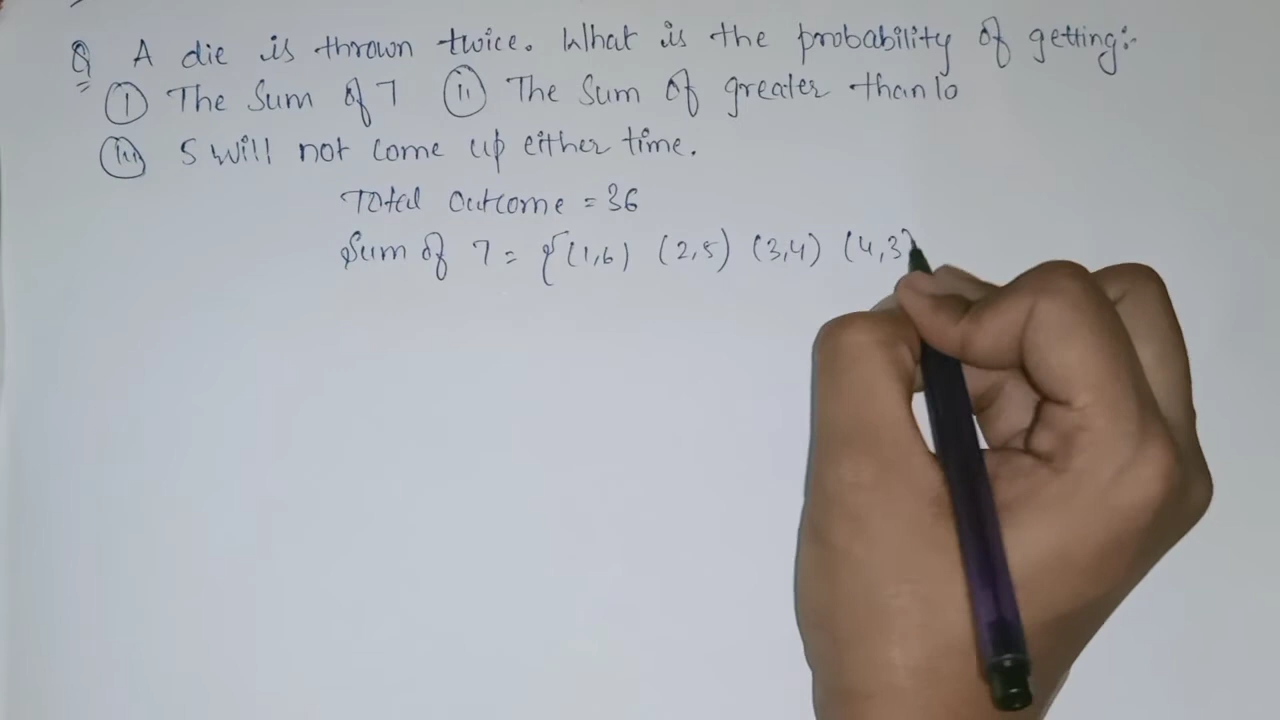 Q A die is thrown twice. What is the probability of getting:-
(i) The Sum of 7 (ii) The Sum of greater than 10
(iii) 5 will not come up either time.
Total outcome = 36
Sum of 7 = {(1,6) (2,5) (3,4) (4,3)